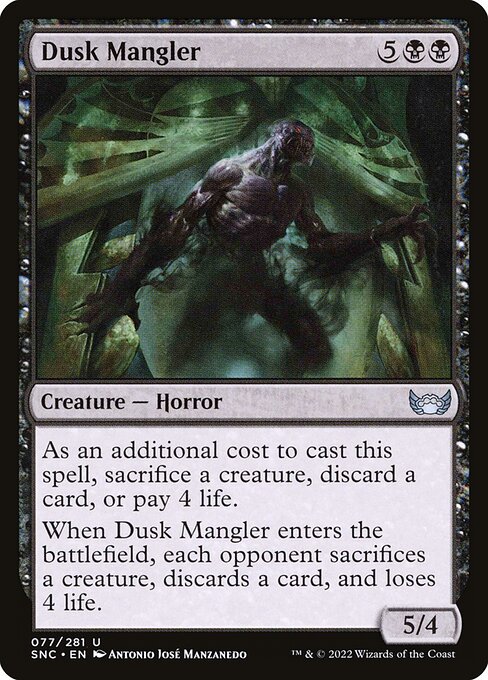 Dusk Mangler 5
Creature — Horror
As an additional cost to cast this
spell, sacrifice a creature, discard a
card, or pay 4 life.
When Dusk Mangler enters the
battlefield, each opponent sacrifices
a creature, discards a card, and loses
4 life.
5/4
077/281 U
SNC • EN Antonio José Manzanedo ™ & © 2022 Wizards of the Coast